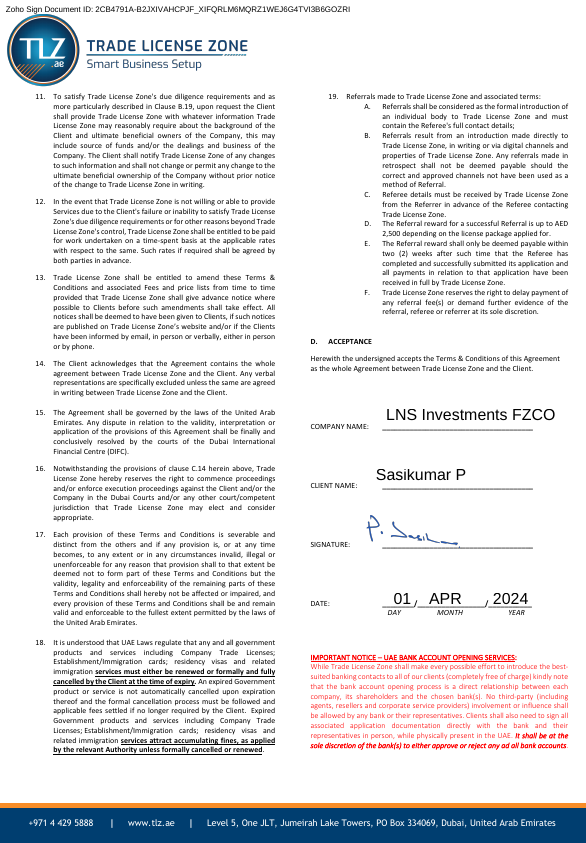 Zoho Sign Document ID: 2CB4791A-B2JXIVAHCPJF_XIFQRLM6MQRZ1WEJ6G4TVI3B6GOZRI
TLZ
.ae
TRADE LICENSE ZONE
Smart Business Setup
11. To satisfy Trade License Zone's due diligence requirements and as
more particularly described in Clause B.19, upon request the Client
shall provide Trade License Zone with whatever information Trade
License Zone may reasonably require about the background of the
Client and ultimate beneficial owners of the Company, this may
include source of funds and/or the dealings and business of the
Company. The Client shall notify Trade License Zone of any changes
to such information and shall not change or permit any change to the
ultimate beneficial ownership of the Company without prior notice
of the change to Trade License Zone in writing.
12. In the event that Trade License Zone is not willing or able to provide
Services due to the Client's failure or inability to satisfy Trade License
Zone's due diligence requirements or for other reasons beyond Trade
License Zone's control, Trade License Zone shall be entitled to be paid
for work undertaken on a time-spent basis at the applicable rates
with respect to the same. Such rates if required shall be agreed by
both parties in advance.
13. Trade License Zone shall be entitled to amend these Terms &
Conditions and associated Fees and price lists from time to time
provided that Trade License Zone shall give advance notice where
possible to Clients before such amendments shall take effect. All
notices shall be deemed to have been given to Clients, if such notices
are published on Trade License Zone's website and/or if the Clients
have been informed by email, in person or verbally, either in person
or by phone.
14. The Client acknowledges that the Agreement contains the whole
agreement between Trade License Zone and the Client. Any verbal
representations are specifically excluded unless the same are agreed
in writing between Trade License Zone and the Client.
15. The Agreement shall be governed by the laws of the United Arab
Emirates. Any dispute in relation to the validity, interpretation or
application of the provisions of this Agreement shall be finally and
conclusively resolved by the courts of the Dubai International
Financial Centre (DIFC).
16. Notwithstanding the provisions of clause C.14 herein above, Trade
License Zone hereby reserves the right to commence proceedings
and/or enforce execution proceedings against the Client and/or the
Company in the Dubai Courts and/or any other court/competent
jurisdiction that Trade License Zone may elect and consider
appropriate.
17. Each provision of these Terms and Conditions is severable and
distinct from the others and if any provision is, or at any time
becomes, to any extent or in any circumstances invalid, illegal or
unenforceable for any reason that provision shall to that extent be
deemed not to form part of these Terms and Conditions but the
validity, legality and enforceability of the remaining parts of these
Terms and Conditions shall hereby not be affected or impaired, and
every provision of these Terms and Conditions shall be and remain
valid and enforceable to the fullest extent permitted by the laws of
the United Arab Emirates.
18. It is understood that UAE Laws regulate that any and all government
products and services including Company Trade Licenses;
Establishment/Immigration cards; residency visas and related
immigration services must either be renewed or formally and fully
cancelled by the Client at the time of expiry. An expired Government
product or service is not automatically cancelled upon expiration
thereof and the formal cancellation process must be followed and
applicable fees settled if no longer required by the Client. Expired
Government products and services including Company Trade
Licenses; Establishment/Immigration cards; residency visas and
related immigration services attract accumulating fines, as applied
by the relevant Authority unless formally cancelled or renewed.
19. Referrals made to Trade License Zone and associated terms:
A. Referrals shall be considered as the formal introduction of
an individual body to Trade License Zone and must
contain the Referee's full contact details;
B. Referrals result from an introduction made directly to
Trade License Zone, in writing or via digital channels and
properties of Trade License Zone. Any referrals made in
retrospect shall not be deemed payable should the
correct and approved channels not have been used as a
method of Referral.
C. Referee details must be received by Trade License Zone
from the Referrer in advance of the Referee contacting
Trade License Zone.
D. The Referral reward for a successful Referral is up to AED
2,500 depending on the license package applied for.
E. The Referral reward shall only be deemed payable within
two (2) weeks after such time that the Referee has
completed and successfully submitted its application and
all payments in relation to that application have been
received in full by Trade License Zone.
F. Trade License Zone reserves the right to delay payment of
any referral fee(s) or demand further evidence of the
referral, referee or referrer at its sole discretion.
D. ACCEPTANCE
Herewith the undersigned accepts the Terms & Conditions of this Agreement
as the whole Agreement between Trade License Zone and the Client.
COMPANY NAME: LNS Investments FZCO
CLIENT NAME: Sasikumar P
SIGNATURE:
DATE: 01 / APR / 2024
DAY MONTH YEAR
IMPORTANT NOTICE – UAE BANK ACCOUNT OPENING SERVICES:
While Trade License Zone shall make every possible effort to introduce the best-
suited banking contacts to all of our clients (completely free of charge) kindly note
that the bank account opening process is a direct relationship between each
company, its shareholders and the chosen bank(s). No third-party (including
agents, resellers and corporate service providers) involvement or influence shall
be allowed by any bank or their representatives. Clients shall also need to sign all
associated application documentation directly with the bank and their
representatives in person, while physically present in the UAE. It shall be at the
sole discretion of the bank(s) to either approve or reject any ad all bank accounts.
+971 4 429 5888 | www.tlz.ae | Level 5, One JLT, Jumeirah Lake Towers, PO Box 334069, Dubai, United Arab Emirates